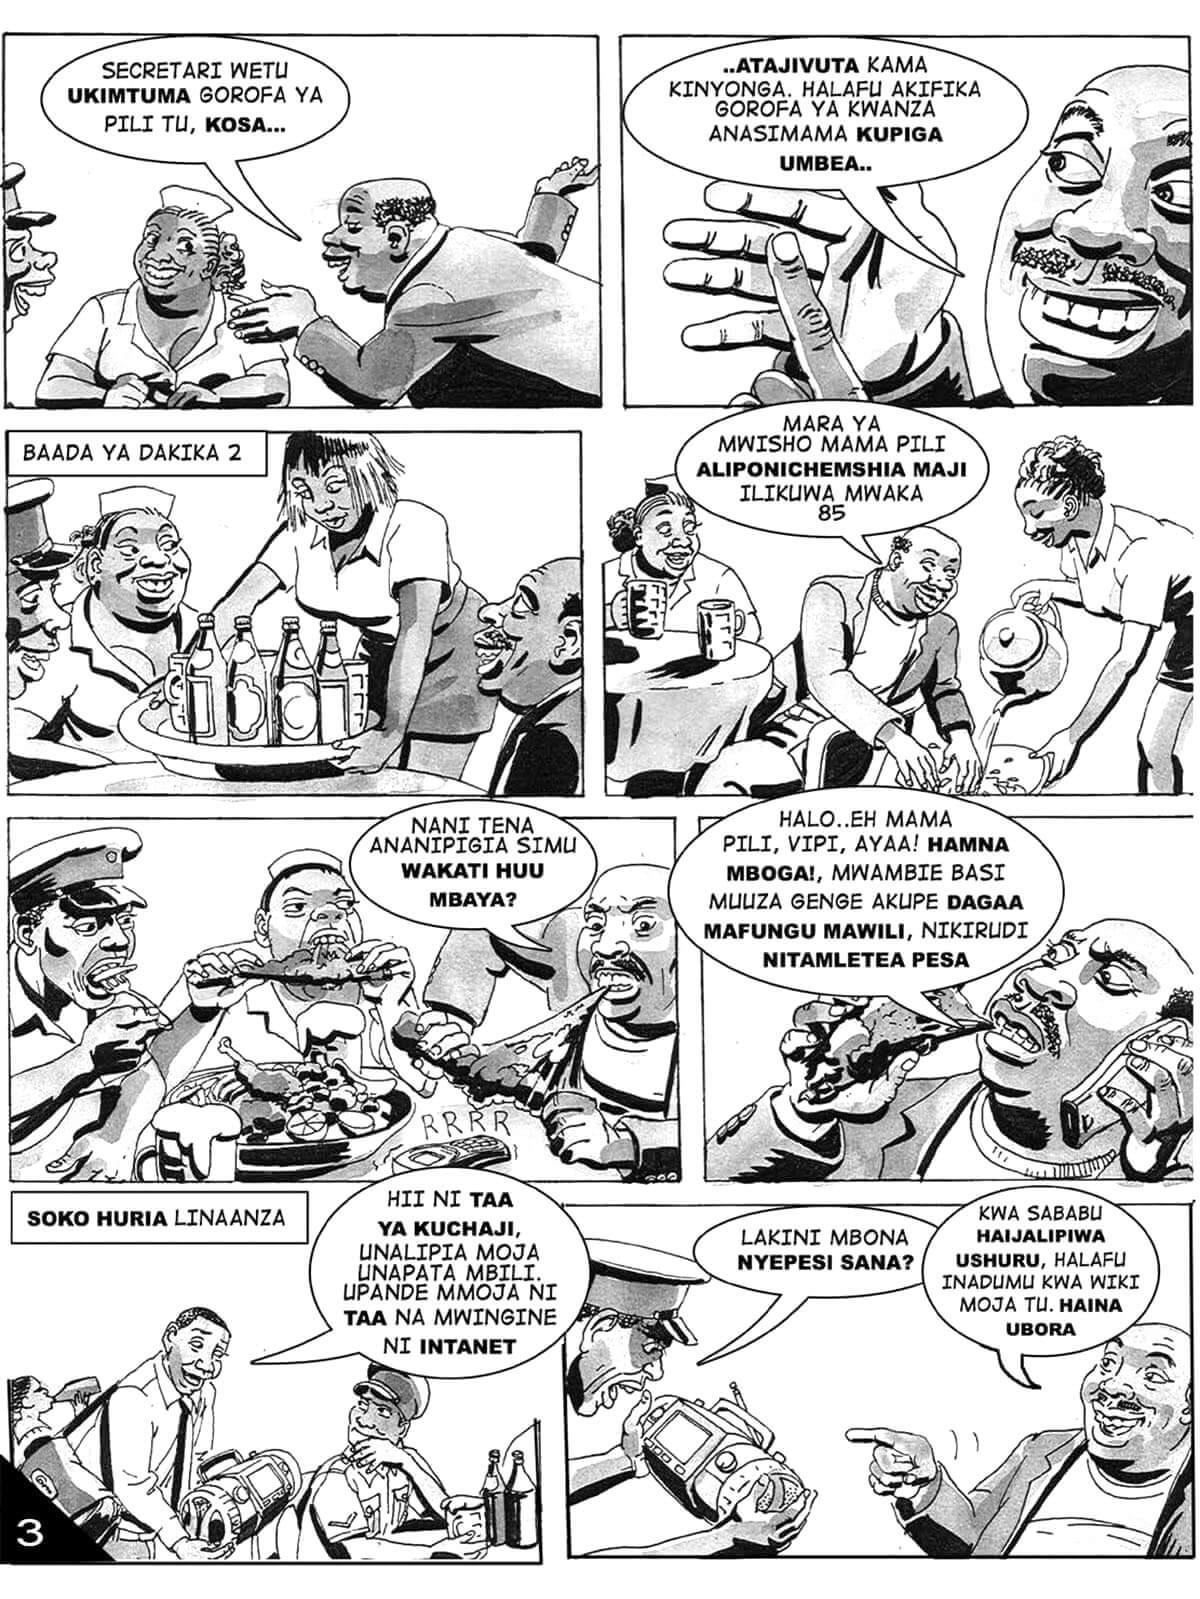 SECRETARI WETU
UKIMTUMA GOROFA YA
PILI TU, KOSA...
..ATAJIVUTA KAMA
KINYONGA. HALAFU AKIFIKA
GOROFA YA KWANZA
ANASIMAMA KUPIGA
UMBEA..
BAADA YA DAKIKA 2
MARA YA
MWISHO MAMA PILI
ALIPONICHEMSHIA MAJI
ILIKUWA MWAKA
85
NANI TENA
ANANIPIGIA SIMU
WAKATI HUU
MBAYA?
RRRR
HALO..EH MAMA
PILI, VIPI, AYAA! HAMNA
MBOGA!, MWAMBIE BASI
MUUZA GENGE AKUPE DAGAA
MAFUNGU MAWILI, NIKIRUDI
NITAMLETEA PESA
SOKO HURIA LINAANZA
HII NI TAA
YA KUCHAJI,
UNALIPIA MOJA
UNAPATA MBILI.
UPANDE MMOJA NI
TAA NA MWINGINE
NI INTANET
LAKINI MBONA
NYEPESI SANA?
KWA SABABU
HAIJALIPIWA
USHURU, HALAFU
INADUMU KWA WIKI
MOJA TU. HAINA
UBORA
3